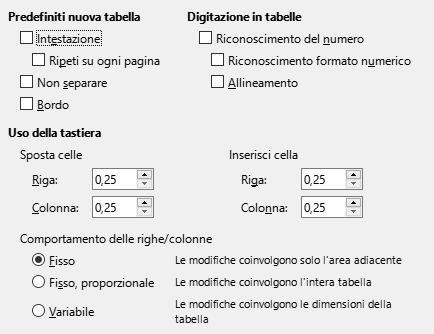 Predefiniti nuova tabella
Intestazione
Ripeti su ogni pagina
Non separare
Bordo
Digitazione in tabelle
Riconoscimento del numero
Riconoscimento formato numerico
Allineamento
Uso della tastiera
Sposta celle
Riga: 0,25
Colonna: 0,25
Inserisci cella
Riga: 0,25
Colonna: 0,25
Comportamento delle righe/colonne
Fisso Le modifiche coinvolgono solo l'area adiacente
Fisso, proporzionale Le modifiche coinvolgono l'intera tabella
Variabile Le modifiche coinvolgono le dimensioni della
tabella